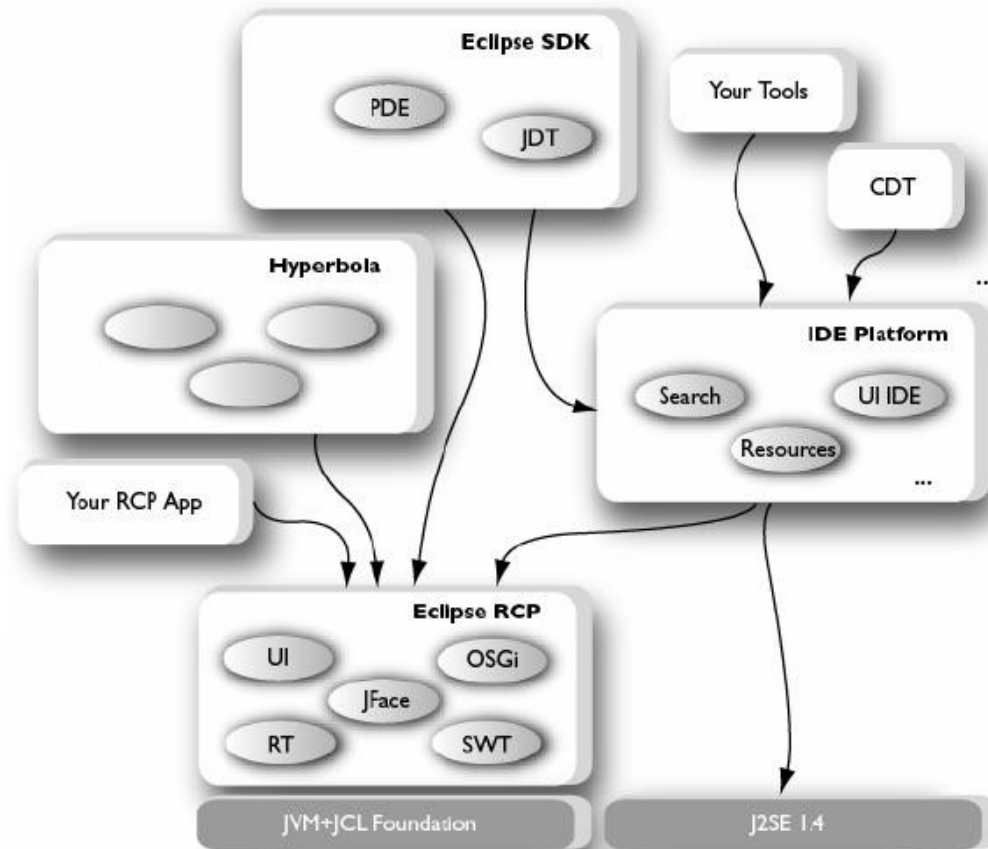 Eclipse SDK
PDE
JDT
Your Tools
CDT
Hyperbola
...
IDE Platform
Search
UI IDE
Resources
...
Your RCP App
Eclipse RCP
UI
OSGi
JFace
RT
SWT
JVM+JCL Foundation
J2SE 1.4